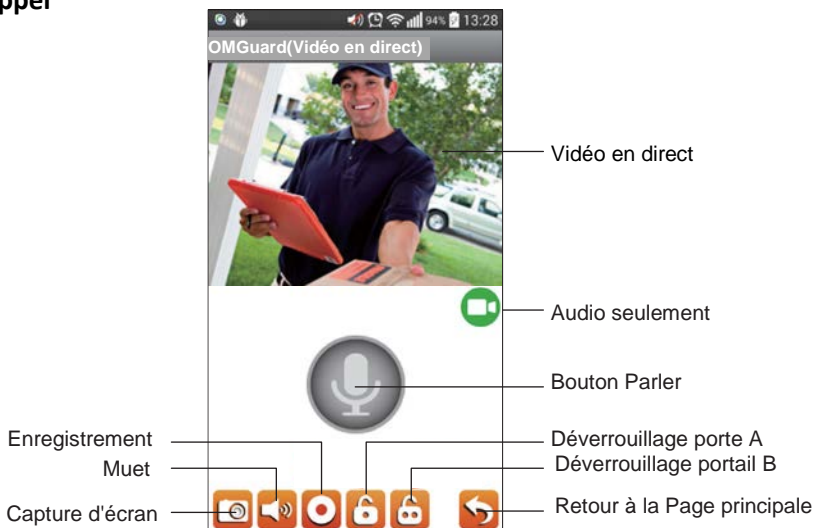 94% 13:28
OMGuard(Vidéo en direct)
Vidéo en direct
Audio seulement
Bouton Parler
Enregistrement
Déverrouillage porte A
Muet
Déverrouillage portail B
Capture d'écran
Retour à la Page principale